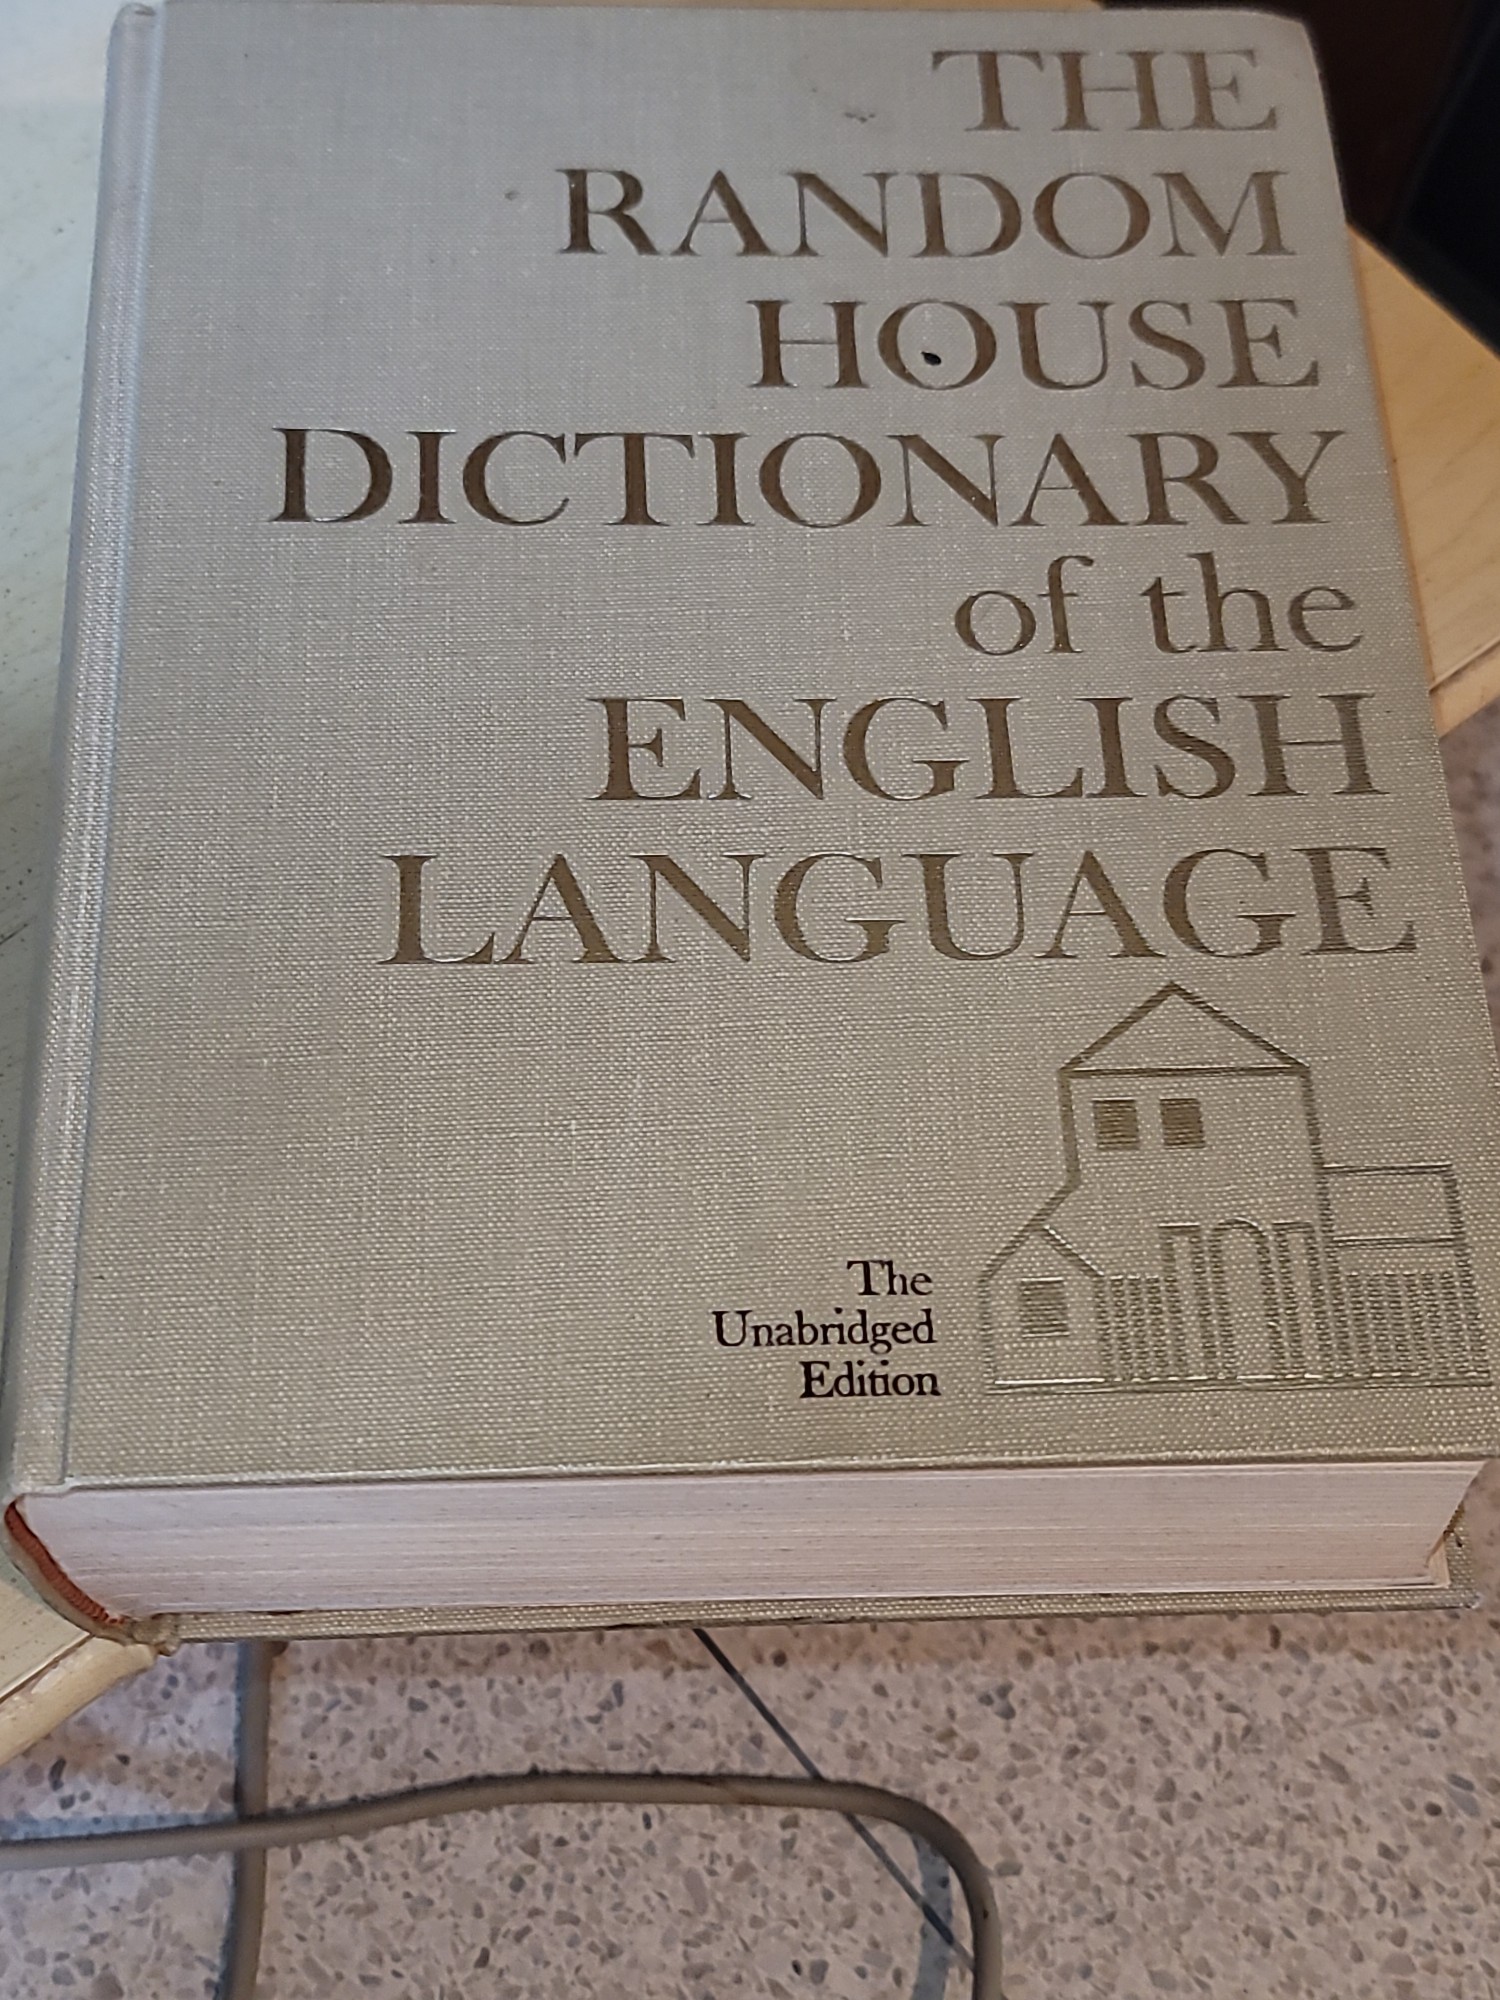 THE
RANDOM
HOUSE
DICTIONARY
of the
ENGLISH
LANGUAGE
The
Unabridged
Edition